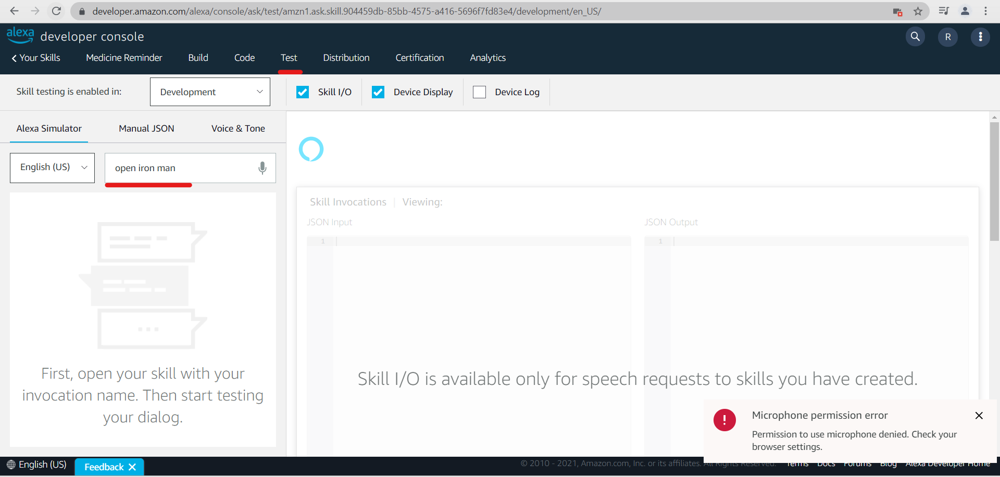 developer.amazon.com/alexa/console/ask/test/amzn1.ask.skill.904459db-85bb-4575-a416-5696f7fd83e4/development/en_US/
alexa developer console
R
Your Skills Medicine Reminder Build Code Test Distribution Certification Analytics
Skill testing is enabled in: Development Skill I/O Device Display Device Log
Alexa Simulator Manual JSON Voice & Tone
English (US) open iron man
Skill Invocations | Viewing:
JSON Input JSON Output
1 1
First, open your skill with your
invocation name. Then start testing
your dialog.
Skill I/O is available only for speech requests to skills you have created.
Microphone permission error
Permission to use microphone denied. Check your
browser settings.
English (US) Feedback © 2010 - 2021, Amazon.com, Inc. or its affiliates. All Rights Reserved. Terms Docs Forums Blog Alexa Developer Home